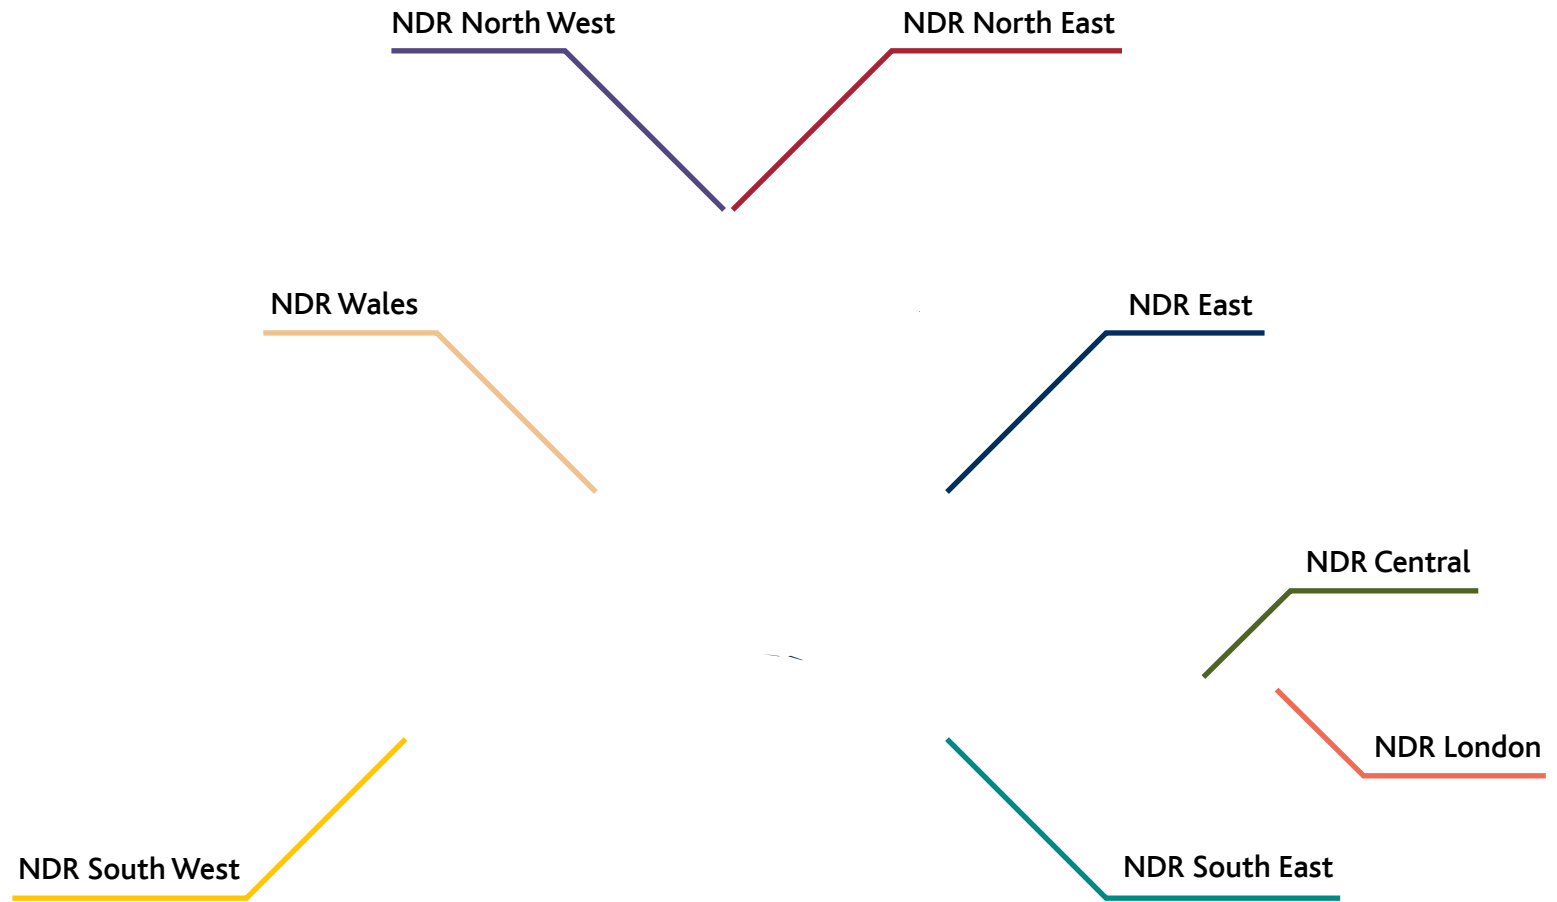 NDR North West
NDR North East
NDR Wales
NDR East
NDR Central
NDR London
NDR South West
NDR South East